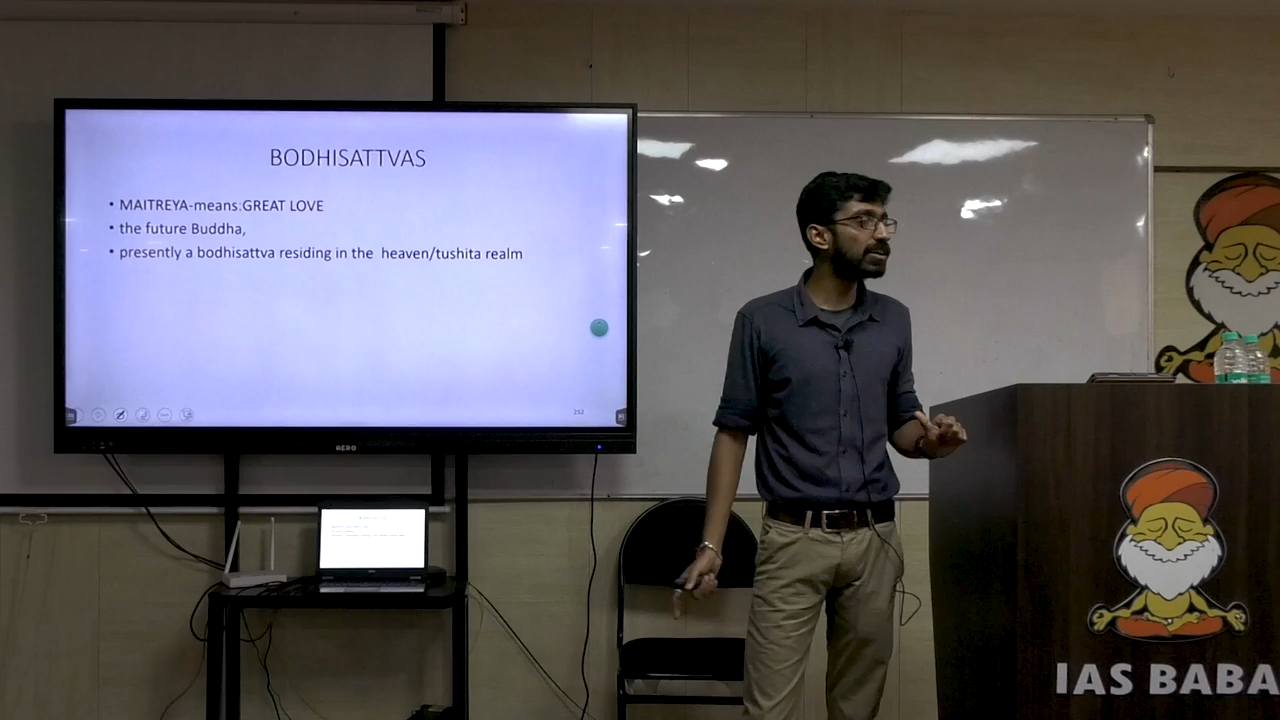 BODHISATTVAS
• MAITREYA-means:GREAT LOVE
• the future Buddha,
• presently a bodhisattva residing in the  heaven/tushita realm
252
AERO
IAS BABA